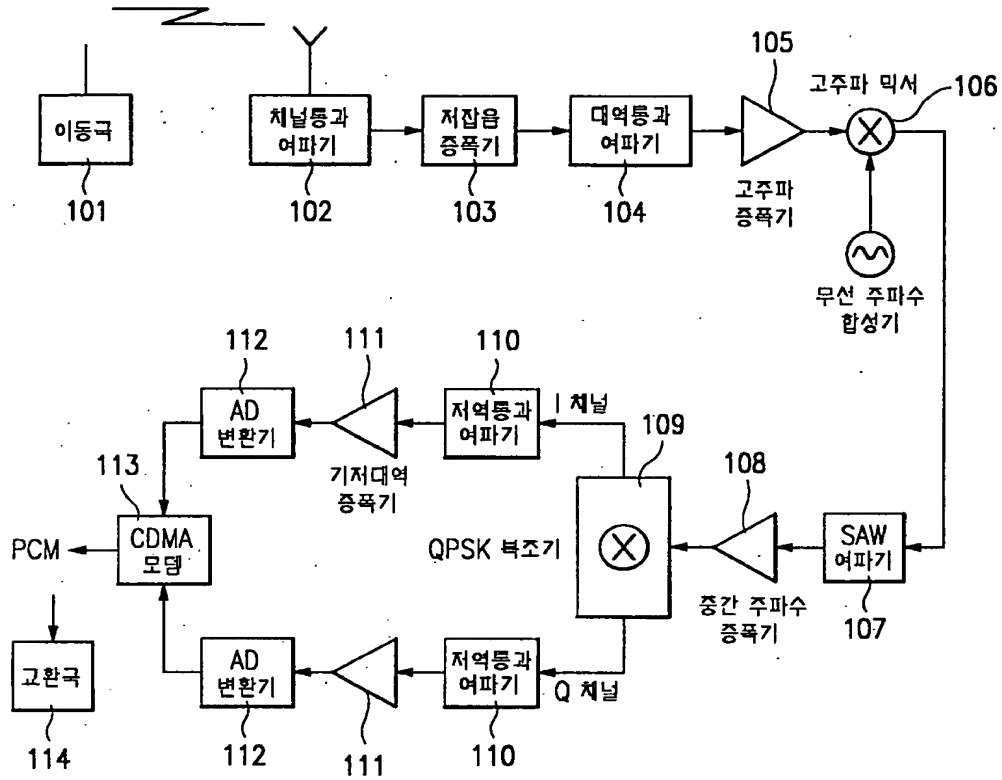 이동국
101
채널통과
여파기
102
저잡음
증폭기
103
대역통과
여파기
104
105
고주파
증폭기
고주파 믹서
106
무선 주파수
합성기
112
AD
변환기
111
기저대역
증폭기
110
저역통과
여파기
I 채널
109
QPSK 복조기
108
중간 주파수
증폭기
SAW
여파기
107
113
CDMA
모뎀
PCM
교환국
114
AD
변환기
112
111
저역통과
여파기
110
Q 채널